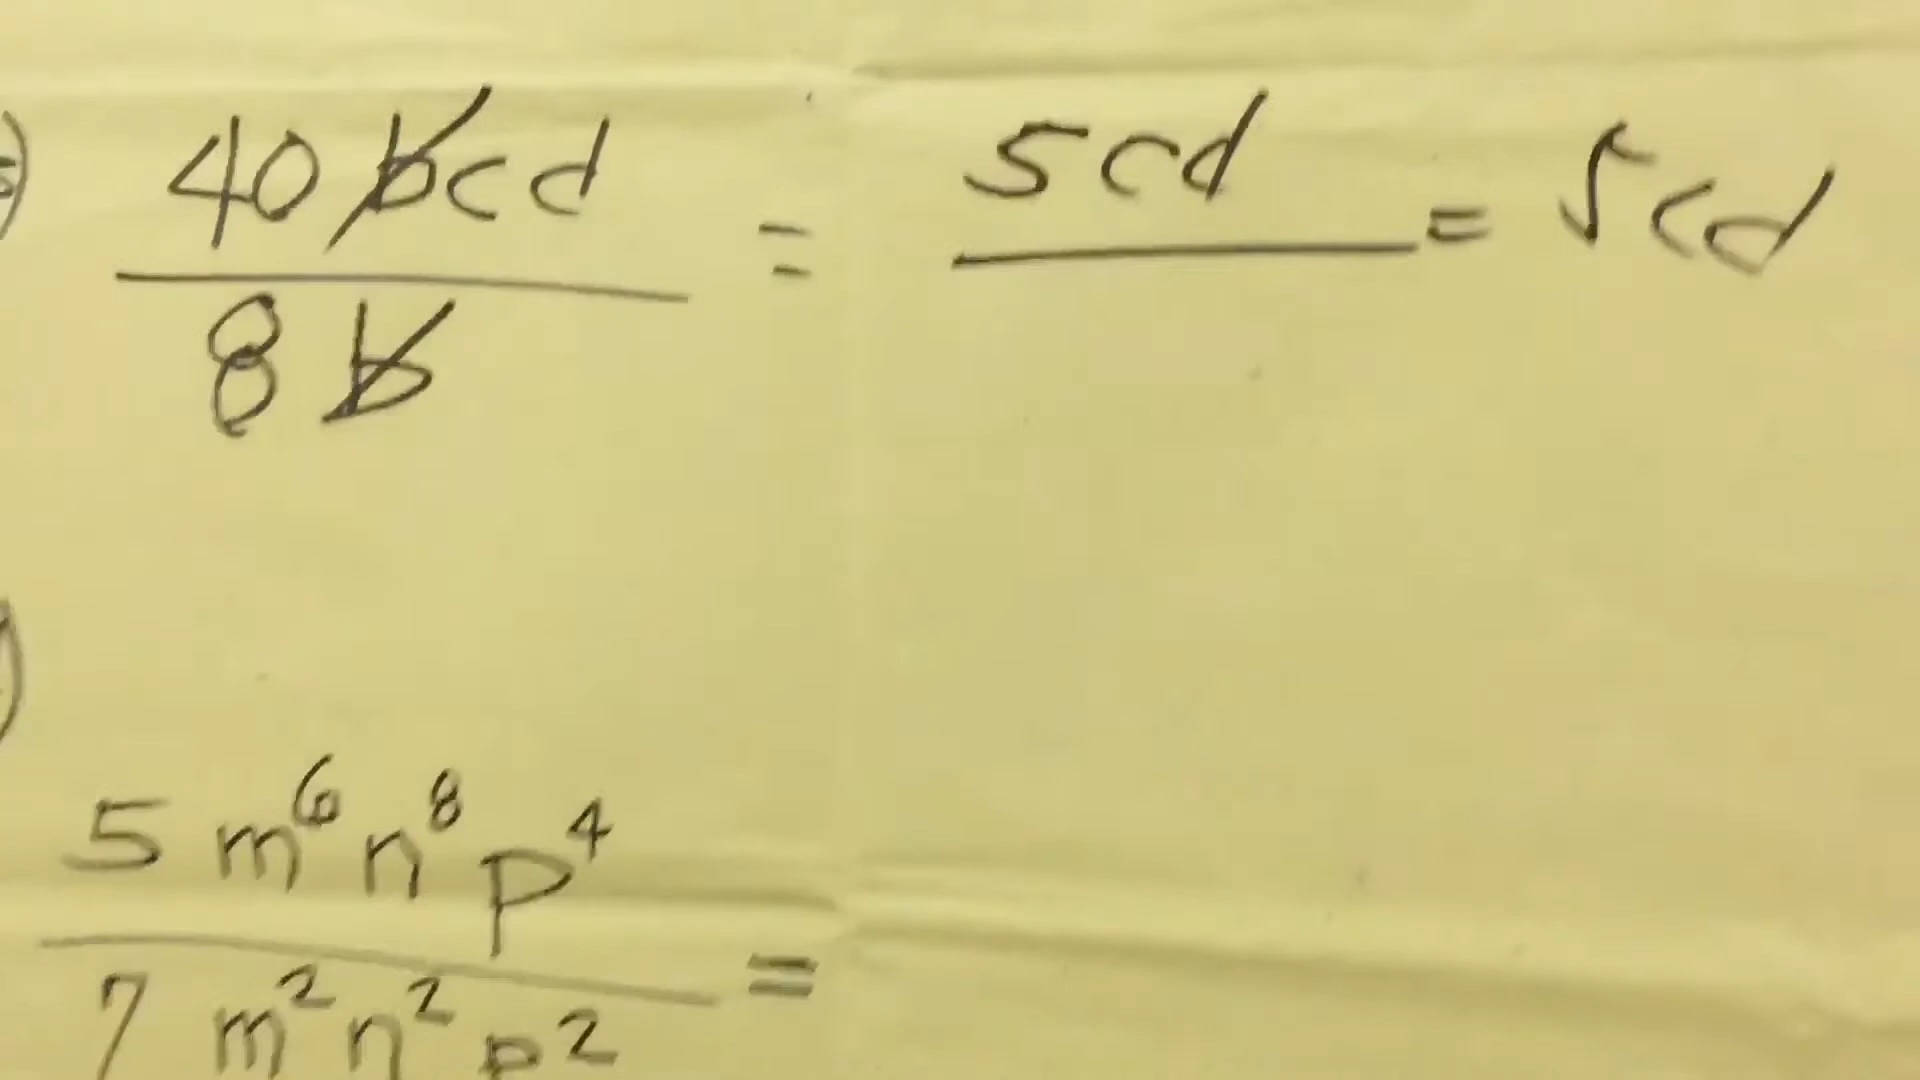 40bcd/8b = 5cd/ = 5cd
5m⁶n⁸p⁴/7m²n²p² =